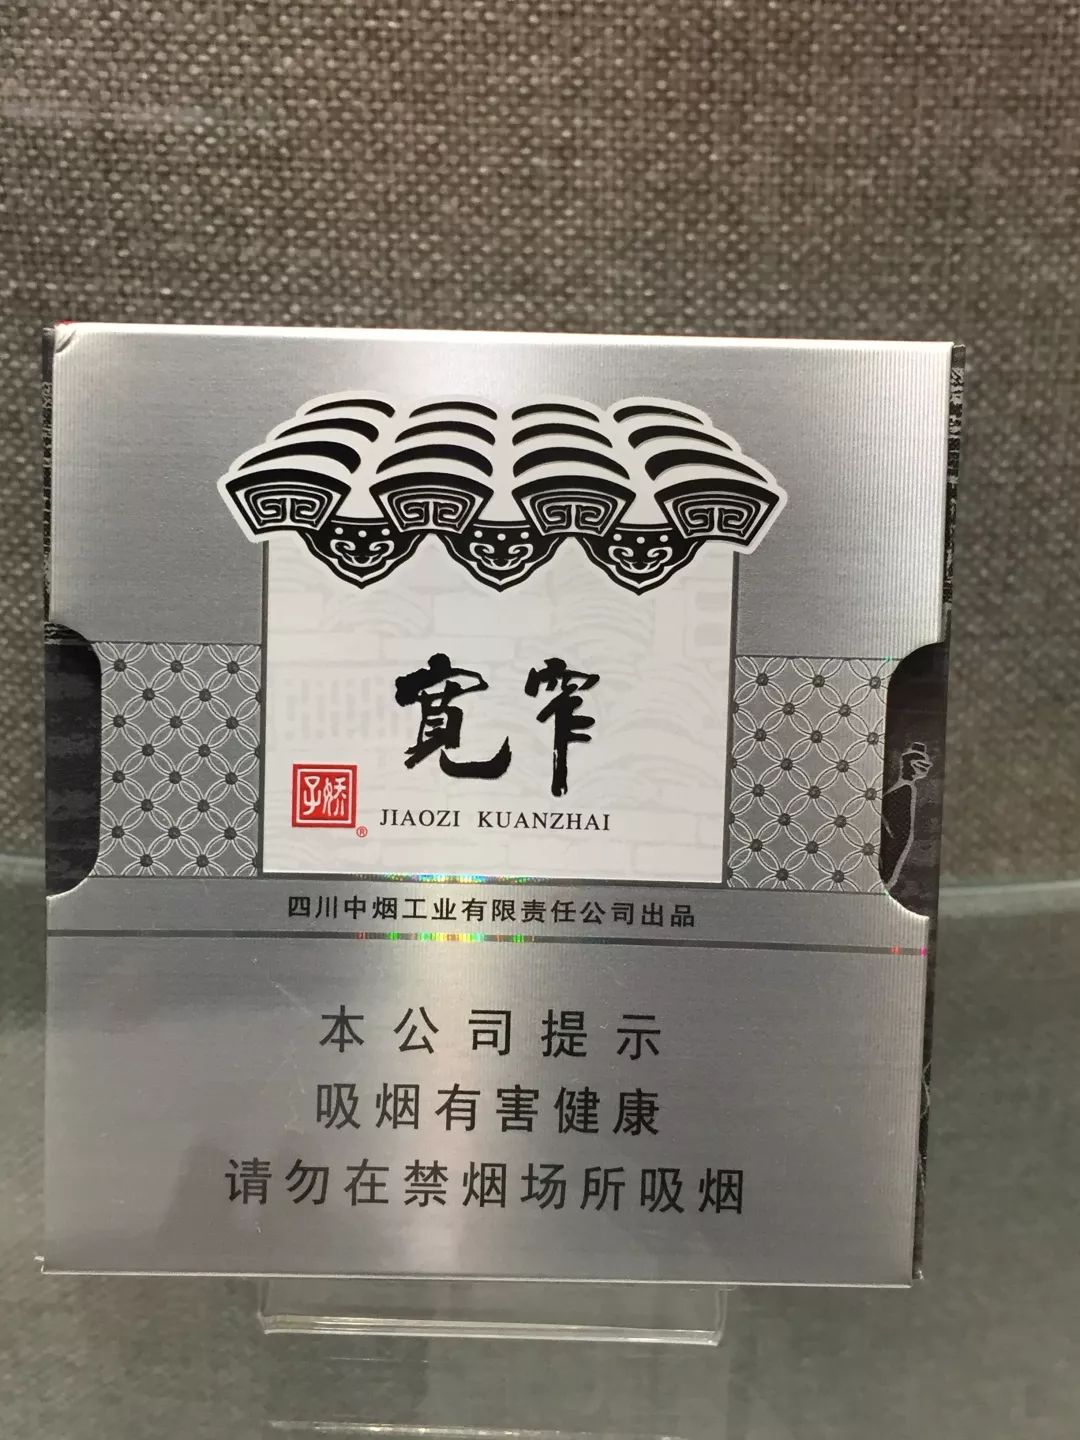 寬窄
子娇®
JIAOZI KUANZHAI
四川中烟工业有限责任公司出品
本公司提示
吸烟有害健康
请勿在禁烟场所吸烟